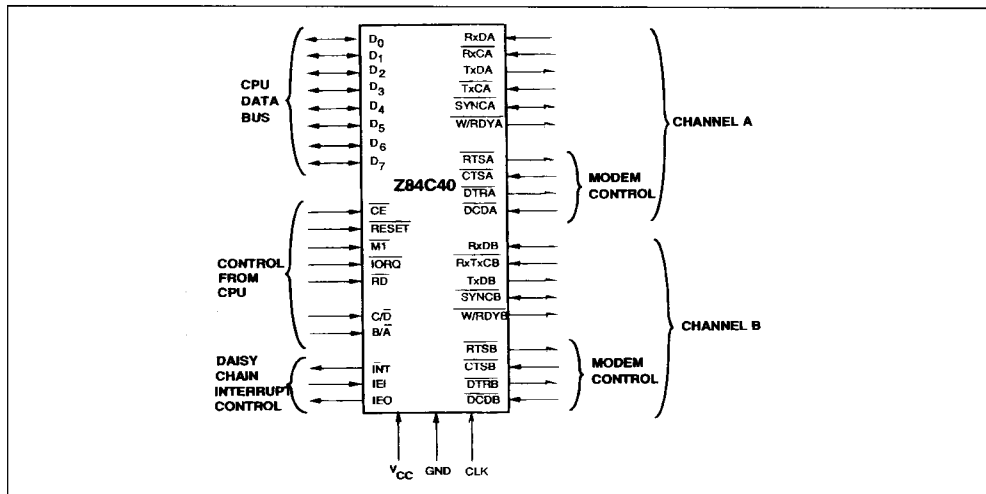 CPU
DATA
BUS
D0
D1
D2
D3
D4
D5
D6
D7
CONTROL
FROM
CPU
CE
RESET
M1
IORQ
RD
C/D
B/A
DAISY
CHAIN
INTERRUPT
CONTROL
INT
IEI
IEO
Z84C40
RxDA
RxCA
TxDA
TxCA
SYNCA
W/RDYA
RTSA
CTSA
DTRA
DCDA
MODEM
CONTROL
CHANNEL A
RxDB
RxTxCB
TxDB
SYNCB
W/RDYB
RTSB
CTSB
DTRB
DCDB
MODEM
CONTROL
CHANNEL B
VCC
GND
CLK